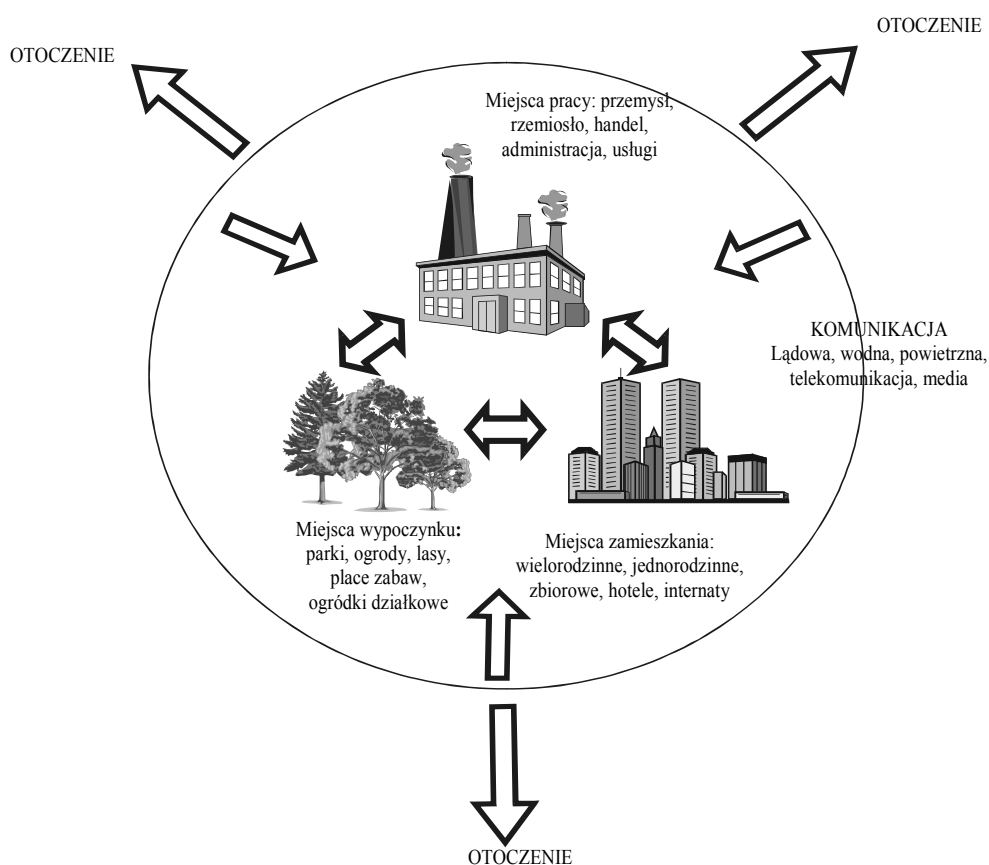 OTOCZENIE
OTOCZENIE
Miejsca pracy: przemysł,
rzemiosło, handel,
administracja, usługi
KOMUNIKACJA
Lądowa, wodna, powietrzna,
telekomunikacja, media
Miejsca wypoczynku:
parki, ogrody, lasy,
place zabaw,
ogródki działkowe
Miejsca zamieszkania:
wielorodzinne, jednorodzinne,
zbiorowe, hotele, internaty
OTOCZENIE